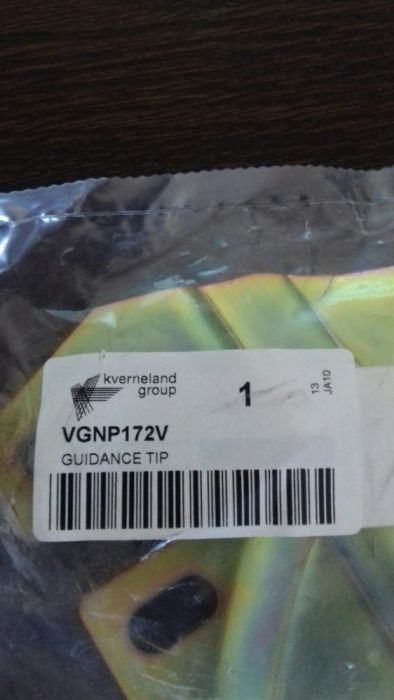 kverneland
group
1
13
JA10
VGNP172V
GUIDANCE TIP